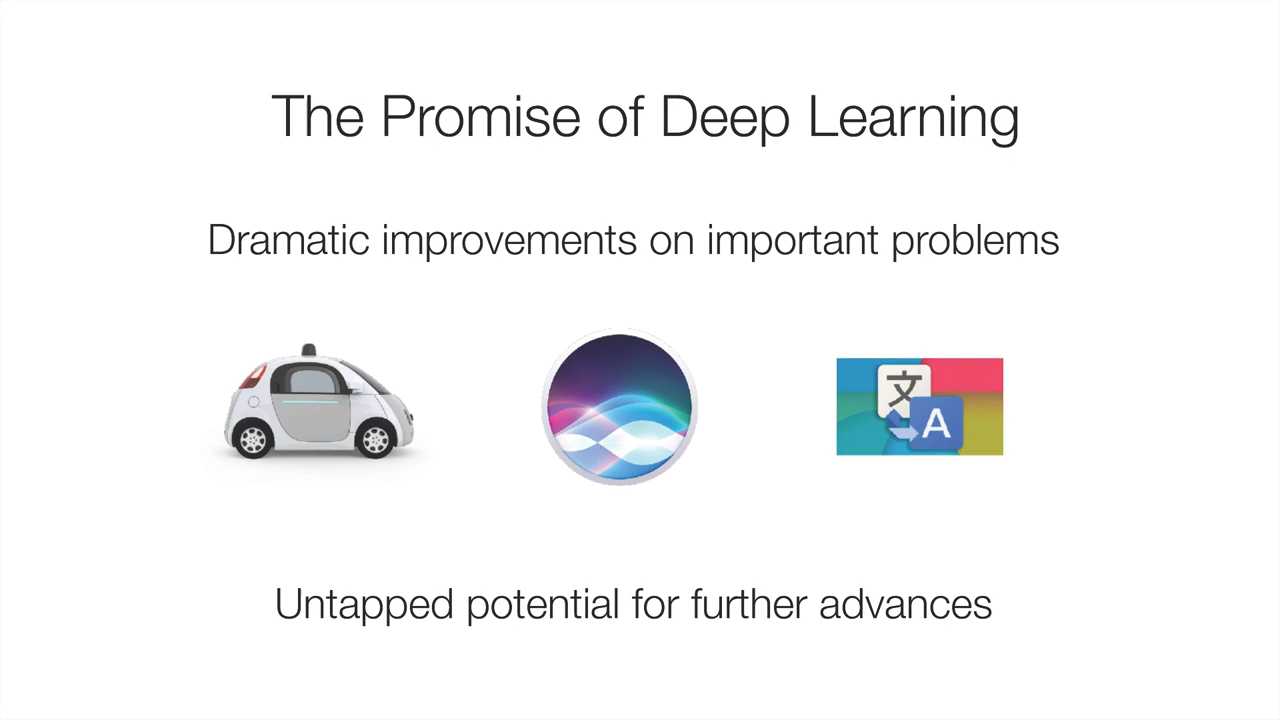 The Promise of Deep Learning
Dramatic improvements on important problems
文
A
Untapped potential for further advances